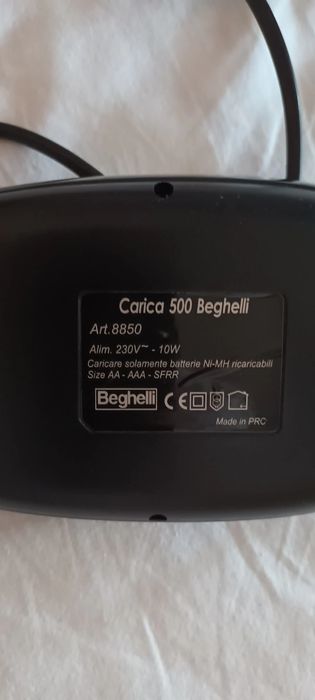 Carica 500 Beghelli
Art.8850
Alim. 230V~ - 10W
Caricare solamente batterie Ni-MH ricaricabili
Size AA - AAA - SFRR
Beghelli CE
Made in PRC